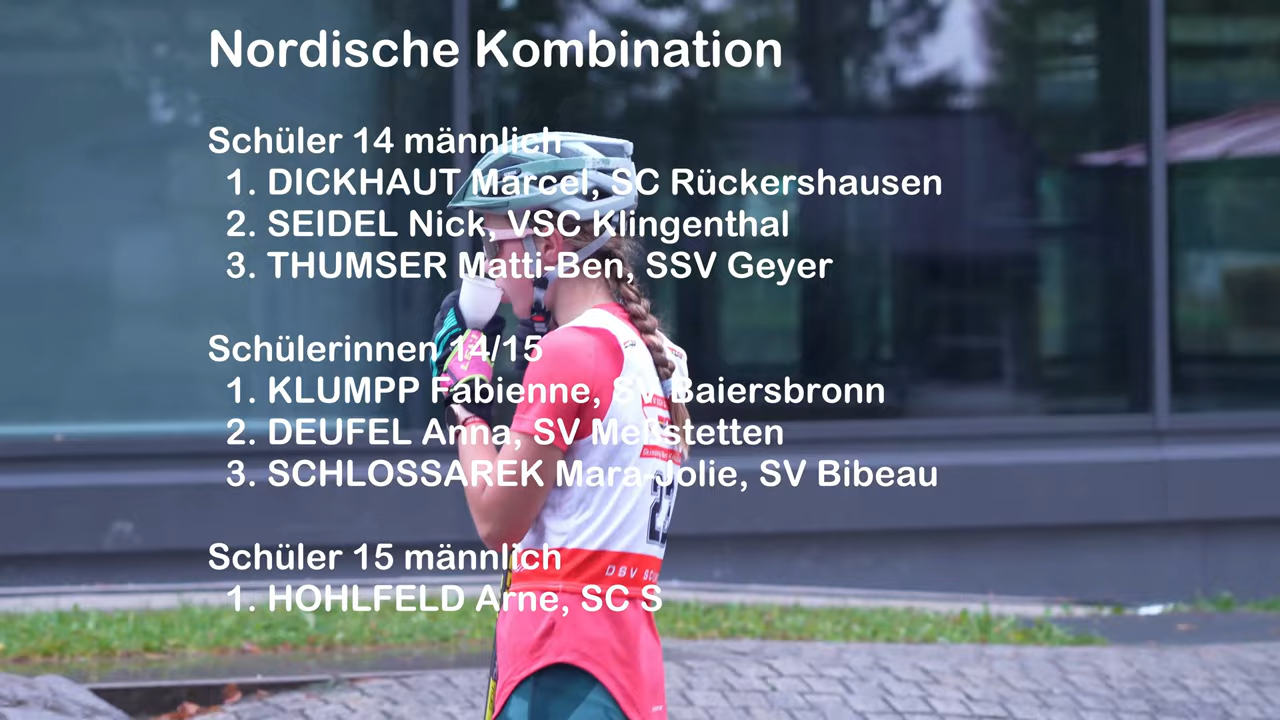 Nordische Kombination
Schüler 14 männlich
1. DICKHAUT Marcel, SC Rückershausen
2. SEIDEL Nick, VSC Klingenthal
3. THUMSER Matti-Ben, SSV Geyer
Schülerinnen 14/15
1. KLUMPP Fabienne, SV Baiersbronn
2. DEUFEL Anna, SV Meßstetten
3. SCHLOSSAREK Mara-Jolie, SV Bibeau
Schüler 15 männlich
1. HOHLFELD Arne, SC S
DSV